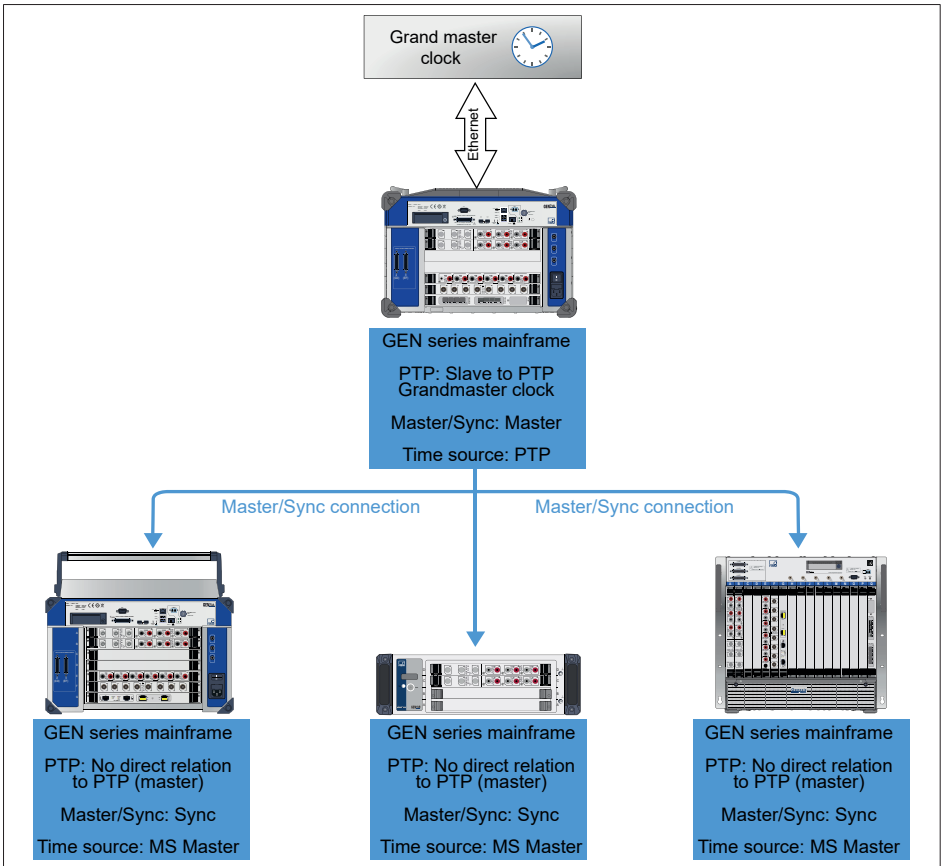 Grand master
clock
Ethernet
GEN series mainframe
PTP: Slave to PTP
Grandmaster clock
Master/Sync: Master
Time source: PTP
Master/Sync connection
Master/Sync connection
GEN series mainframe
PTP: No direct relation
to PTP (master)
Master/Sync: Sync
Time source: MS Master
GEN series mainframe
PTP: No direct relation
to PTP (master)
Master/Sync: Sync
Time source: MS Master
GEN series mainframe
PTP: No direct relation
to PTP (master)
Master/Sync: Sync
Time source: MS Master